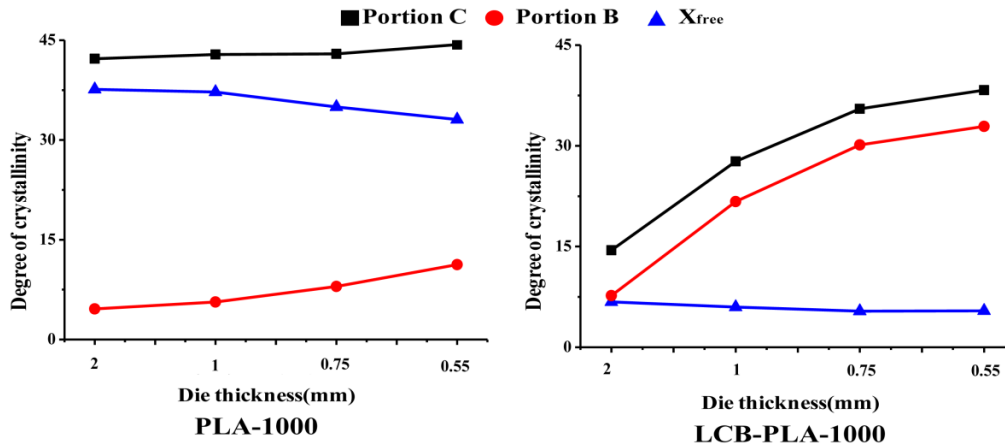 Portion C Portion B Xfree
45
30
15
0
Degree of crystallinity
2 1 0.75 0.55
Die thickness(mm)
PLA-1000
45
30
15
0
Degree of crystallinity
2 1 0.75 0.55
Die thickness(mm)
LCB-PLA-1000